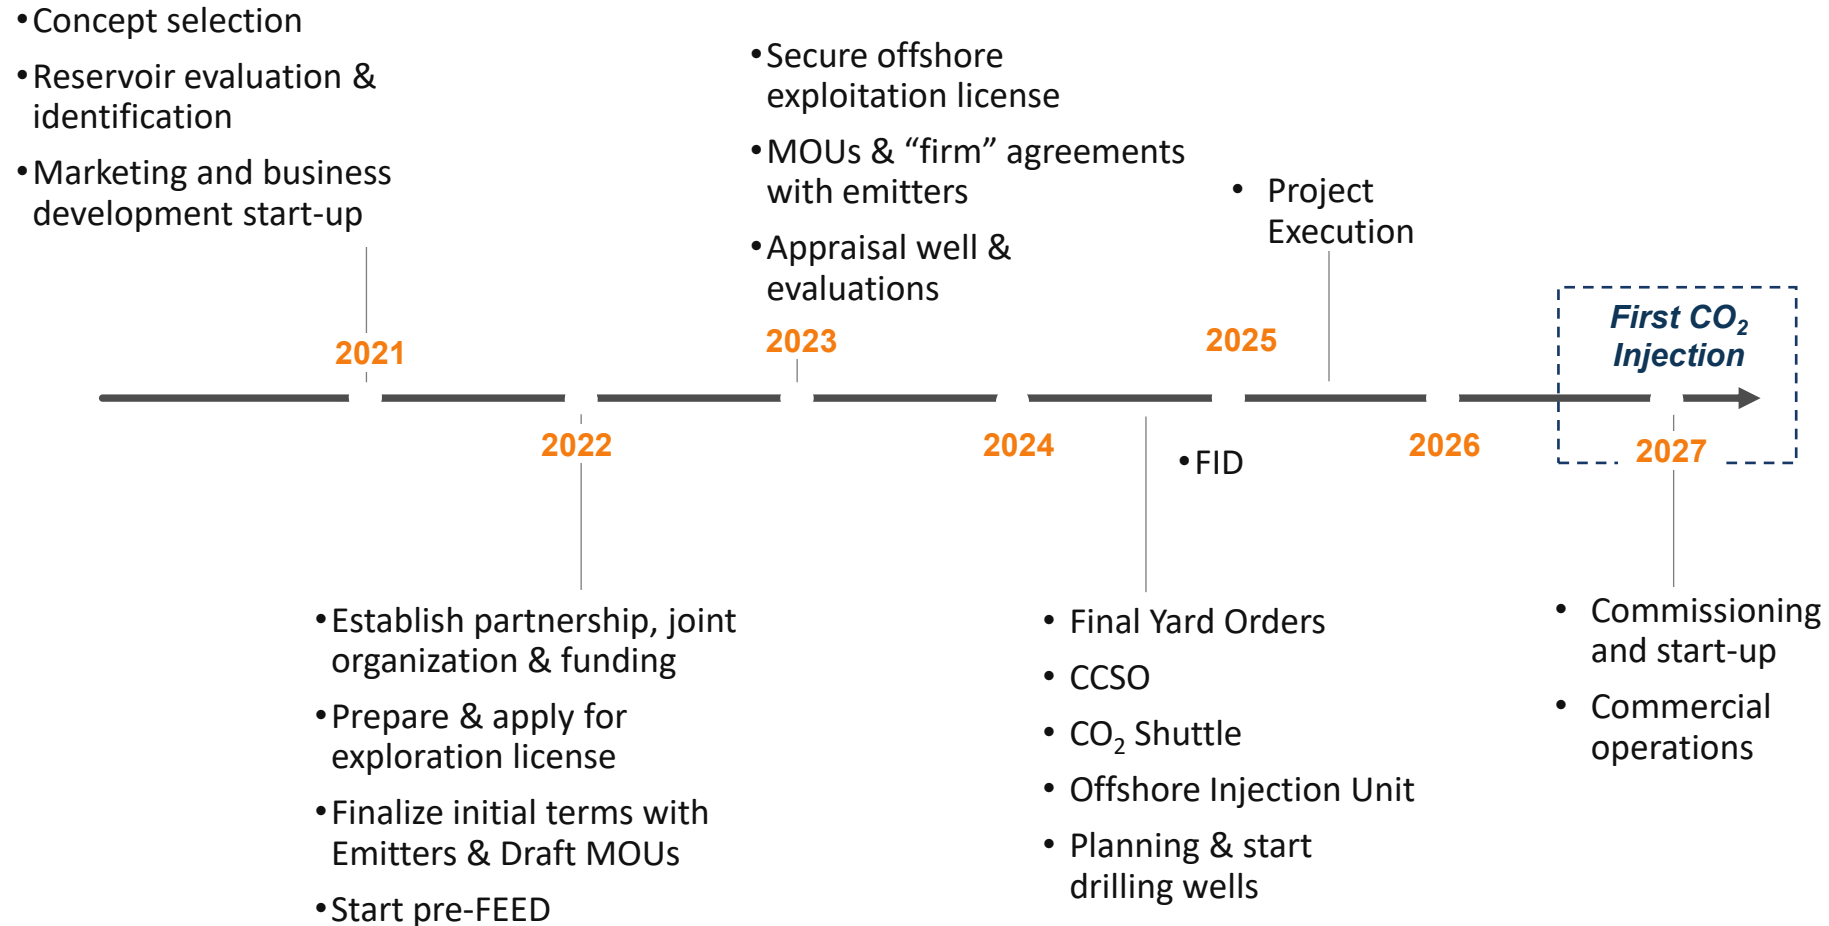 •Concept selection
•Reservoir evaluation &
identification
•Marketing and business
development start-up
2021
•Establish partnership, joint
organization & funding
•Prepare & apply for
exploration license
•Finalize initial terms with
Emitters & Draft MOUs
•Start pre-FEED
2022
•Secure offshore
exploitation license
•MOUs & “firm” agreements
with emitters
•Appraisal well &
evaluations
2023
2024
•FID
• Final Yard Orders
• CCSO
• CO₂ Shuttle
• Offshore Injection Unit
• Planning & start
drilling wells
2025
• Project
Execution
2026
First CO₂
Injection
2027
• Commissioning
and start-up
• Commercial
operations